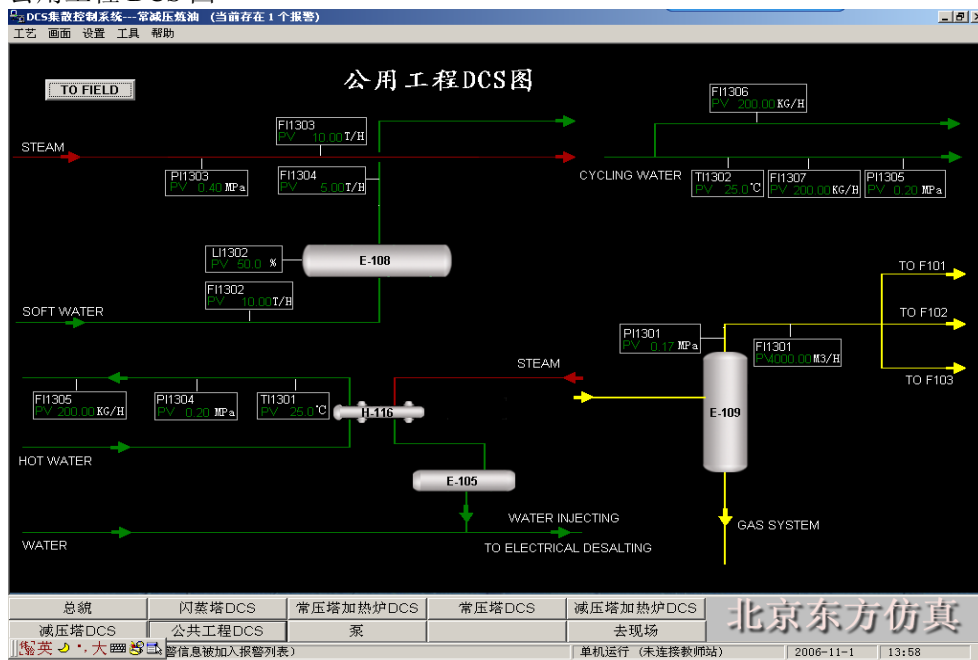 DCS集散控制系统---常减压炼油 (当前存在1个报警)
工艺 画面 设置 工具 帮助
TO FIELD
公用工程DCS图
FI1306
PV 200.00 KG/H
FI1303
PV 10.00 T/H
STEAM
PI1303
PV 0.40 MPa
FI1304
PV 5.00 T/H
CYCLING WATER
TI1302
PV 25.0 ℃
FI1307
PV 200.00 KG/H
PI1305
PV 0.20 MPa
LI1302
PV 50.0 %
E-108
FI1302
PV 10.00 T/H
SOFT WATER
TO F101
TO F102
TO F103
PI1301
PV 0.17 MPa
FI1301
PV4000.00 M3/H
STEAM
FI1305
PV 200.00 KG/H
PI1304
PV 0.20 MPa
TI1301
PV 25.0 ℃
H-116
E-109
HOT WATER
E-105
WATER INJECTING
GAS SYSTEM
WATER
TO ELECTRICAL DESALTING
总貌 闪蒸塔DCS 常压塔加热炉DCS 常压塔DCS 减压塔加热炉DCS
减压塔DCS 公共工程DCS 泵 去现场
北京东方仿真
英 大 警信息被加入报警列表) 单机运行 (未连接教师站) 2006-11-1 13:58